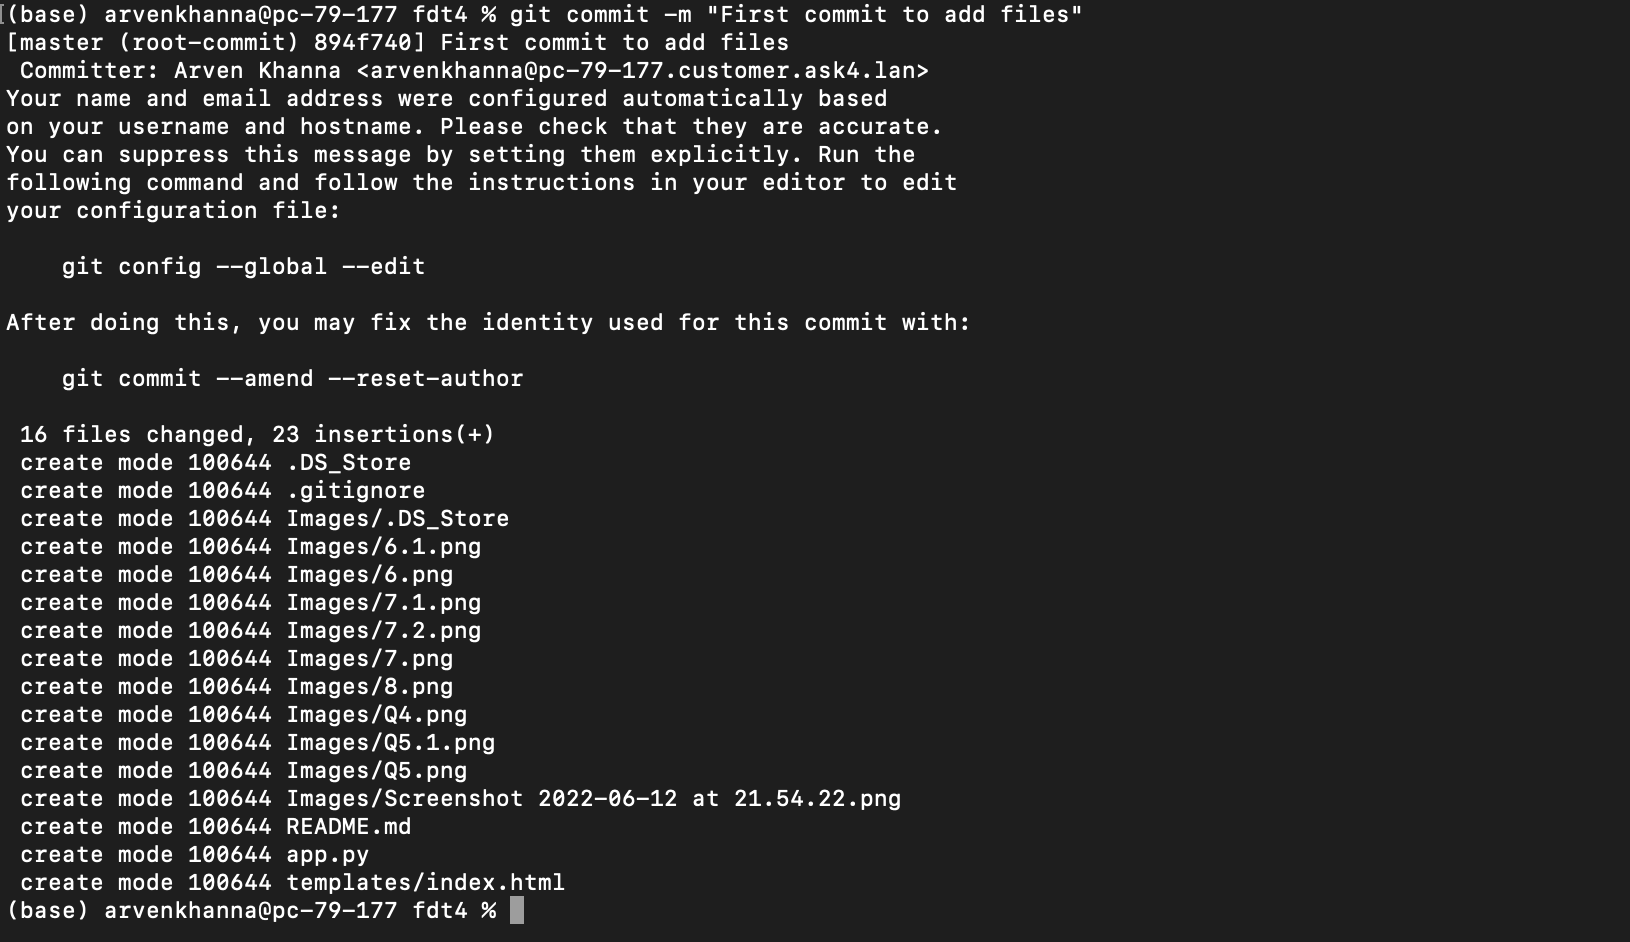 (base) arvenkhanna@pc-79-177 fdt4 % git commit -m "First commit to add files"
[master (root-commit) 894f740] First commit to add files
 Committer: Arven Khanna <arvenkhanna@pc-79-177.customer.ask4.lan>
Your name and email address were configured automatically based
on your username and hostname. Please check that they are accurate.
You can suppress this message by setting them explicitly. Run the
following command and follow the instructions in your editor to edit
your configuration file:

    git config --global --edit

After doing this, you may fix the identity used for this commit with:

    git commit --amend --reset-author

 16 files changed, 23 insertions(+)
 create mode 100644 .DS_Store
 create mode 100644 .gitignore
 create mode 100644 Images/.DS_Store
 create mode 100644 Images/6.1.png
 create mode 100644 Images/6.png
 create mode 100644 Images/7.1.png
 create mode 100644 Images/7.2.png
 create mode 100644 Images/7.png
 create mode 100644 Images/8.png
 create mode 100644 Images/Q4.png
 create mode 100644 Images/Q5.1.png
 create mode 100644 Images/Q5.png
 create mode 100644 Images/Screenshot 2022-06-12 at 21.54.22.png
 create mode 100644 README.md
 create mode 100644 app.py
 create mode 100644 templates/index.html
(base) arvenkhanna@pc-79-177 fdt4 %